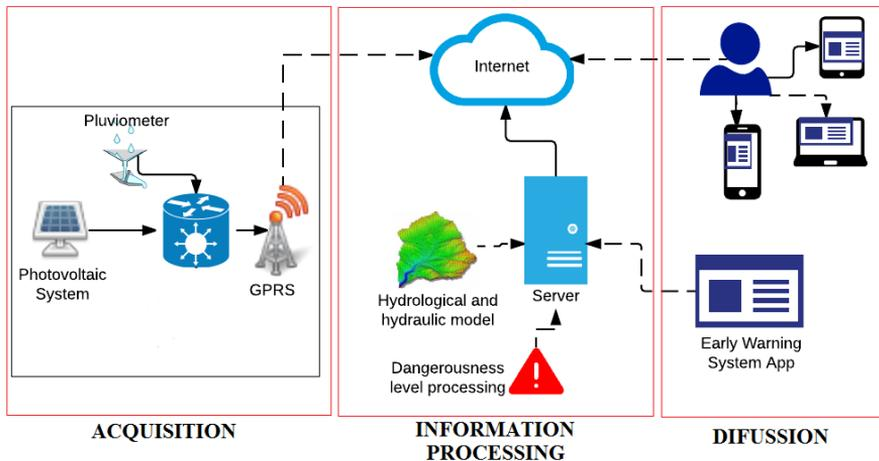 Pluviometer
Photovoltaic
System
GPRS
ACQUISITION
Internet
Hydrological and
hydraulic model
Server
Dangerousness
level processing
INFORMATION
PROCESSING
Early Warning
System App
DIFUSSION